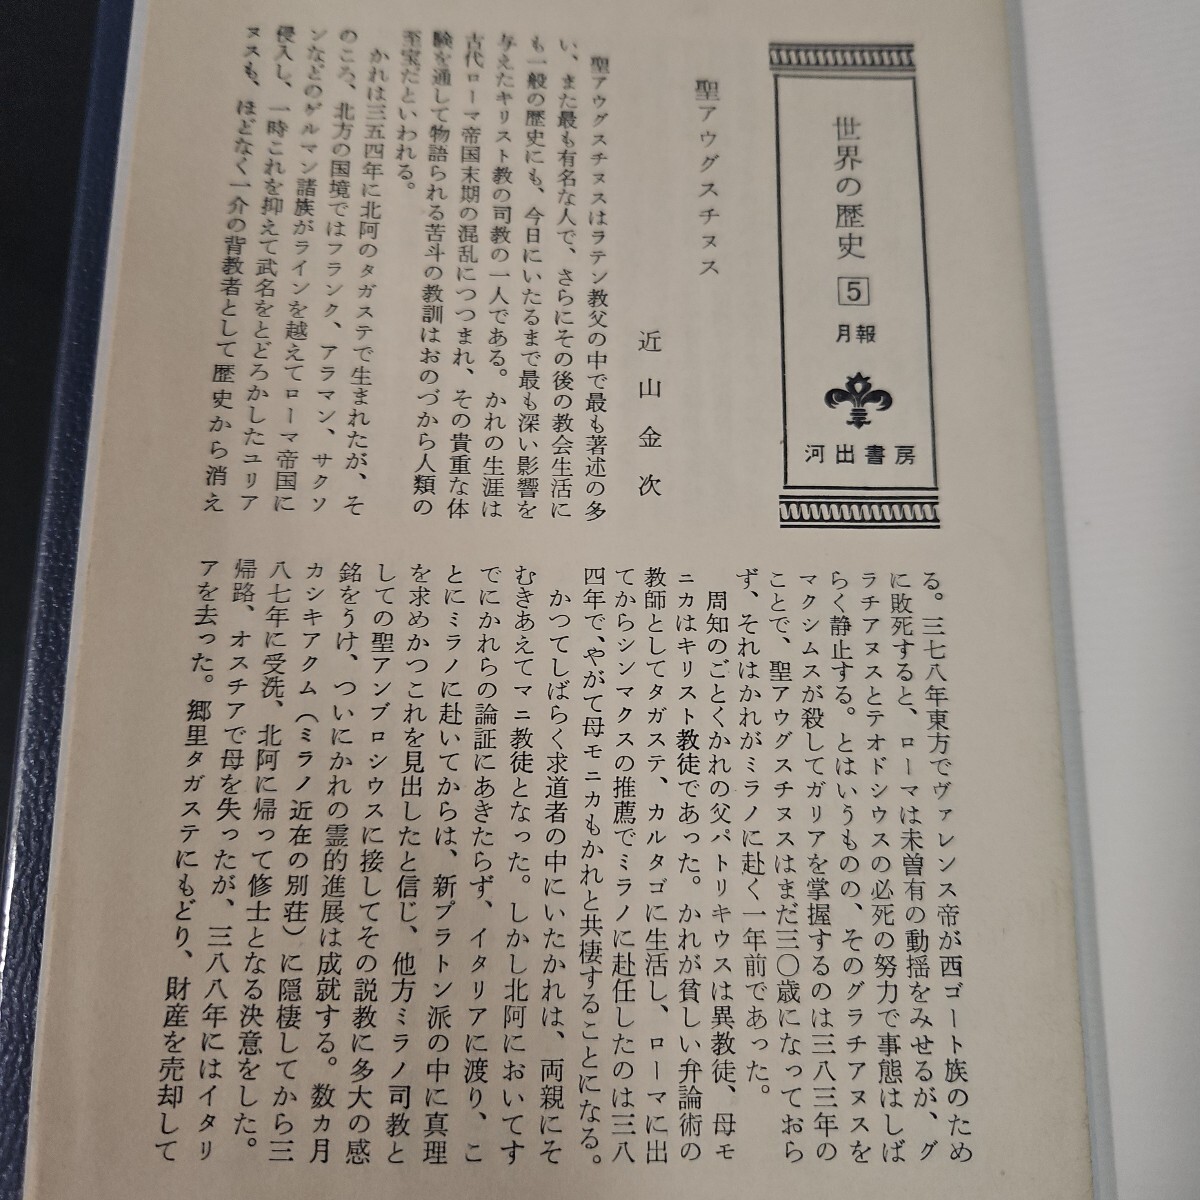 世界の歴史 5 月報
河出書房
聖アウグスチヌス
近山金次
聖アウグスチヌスはラテン教父の中で最も著述の多
い、また最も有名な人で、さらにその後の教会生活に
も一般の歴史にも、今日にいたるまで最も深い影響を
与えたキリスト教の司教の一人である。かれの生涯は
古代ローマ帝国末期の混乱につつまれ、その貴重な体
験を通して物語られる苦斗の教訓はおのづから人類の
至宝だといわれる。
かれは三五四年に北阿のタガステで生まれたが、そ
のころ、北方の国境ではフランク、アラマン、サクソ
ンなどのゲルマン諸族がラインを越えてローマ帝国に
侵入し、一時これを抑えて武名をとどろかしたユリア
ヌスも、ほどなく一介の背教者として歴史から消え
る。三七八年東方でヴァレンス帝が西ゴート族のため
に敗死すると、ローマは未曽有の動揺をみせるが、グ
ラチアヌスとテオドシウスの必死の努力で事態はしば
らく静止する。とはいうものの、そのグラチアヌスを
マクシムスが殺してガリアを掌握するのは三八三年の
ことで、聖アウグスチヌスはまだ三〇歳になっておら
ず、それはかれがミラノに赴く一年前であった。
周知のごとくかれの父パトリキウスは異教徒、母モ
ニカはキリスト教徒であった。かれが貧しい弁論術の
教師としてタガステ、カルタゴに生活し、ローマに出
てからシンマクスの推薦でミラノに赴任したのは三八
四年で、やがて母モニカもかれと共棲することになる。
かつてしばらく求道者の中にいたかれは、両親にそ
むきあえてマニ教徒となった。しかし北阿においてす
でにかれらの論証にあきたらず、イタリアに渡り、こ
とにミラノに赴いてからは、新プラトン派の中に真理
を求めかつこれを見出したと信じ、他方ミラノ司教と
しての聖アンブロシウスに接してその説教に多大の感
銘をうけ、ついにかれの霊的進展は成就する。数ヵ月
カシキアクム（ミラノ近在の別荘）に隠棲してから三
八七年に受洗、北阿に帰って修士となる決意をした。
帰路、オスチアで母を失ったが、三八八年にはイタリ
アを去った。郷里タガステにもどり、財産を売却して